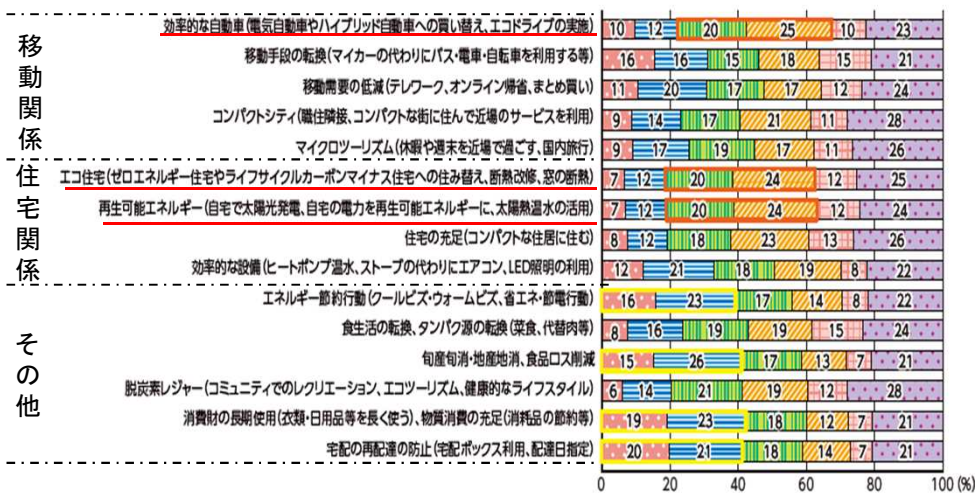 移動関係
効率的な自動車(電気自動車やハイブリッド自動車への買い替え、エコドライブの実施) 10 12 20 25 10 23
移動手段の転換(マイカーの代わりにバス・電車・自転車を利用する等) 16 16 15 18 15 21
移動需要の低減(テレワーク、オンライン帰省、まとめ買い) 11 20 17 17 12 24
コンパクトシティ(職住隣接、コンパクトな街に住んで近場のサービスを利用) 9 14 17 21 11 28
マイクロツーリズム(休暇や週末を近場で過ごす、国内旅行) 9 17 19 17 11 26
住宅関係
エコ住宅(ゼロエネルギー住宅やライフサイクルカーボンマイナス住宅への住み替え、断熱改修、窓の断熱) 7 12 20 24 12 25
再生可能エネルギー(自宅で太陽光発電、自宅の電力を再生可能エネルギーに、太陽熱温水の活用) 7 12 20 24 12 24
住宅の充足(コンパクトな住居に住む) 8 12 18 23 13 26
効率的な設備(ヒートポンプ温水、ストーブの代わりにエアコン、LED照明の利用) 12 21 18 19 8 22
その他
エネルギー節約行動(クールビズ・ウォームビズ、省エネ・節電行動) 16 23 17 14 8 22
食生活の転換、タンパク源の転換(菜食、代替肉等) 8 16 19 19 15 24
旬産旬消・地産地消、食品ロス削減 15 26 17 13 7 21
脱炭素レジャー(コミュニティでのレクリエーション、エコツーリズム、健康的なライフスタイル) 6 14 21 19 12 28
消費財の長期使用(衣類・日用品等を長く使う)、物質消費の充足(消耗品の節約等) 19 23 18 12 7 21
宅配の再配達の防止(宅配ボックス利用、配達日指定) 20 21 18 14 7 21
0 20 40 60 80 100 (%)